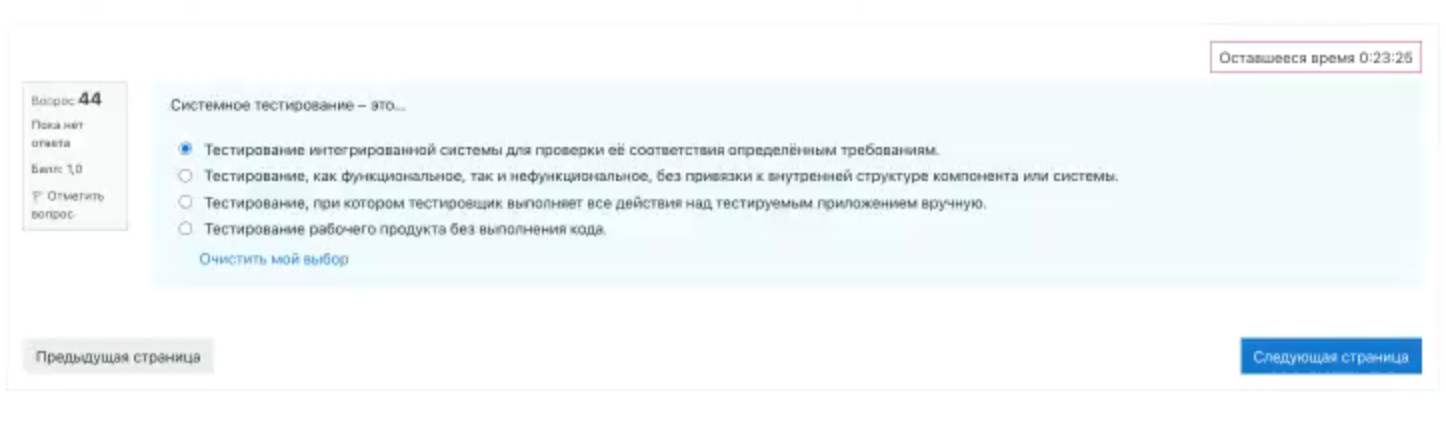 Оставшееся время 0:23:25
Вопрос 44
Пока нет
ответа
Балл: 1,0
Отметить
вопрос
Системное тестирование – это...
Тестирование интегрированной системы для проверки её соответствия определённым требованиям.
Тестирование, как функциональное, так и нефункциональное, без привязки к внутренней структуре компонента или системы.
Тестирование, при котором тестировщик выполняет все действия над тестируемым приложением вручную.
Тестирование рабочего продукта без выполнения кода.
Очистить мой выбор
Предыдущая страница
Следующая страница